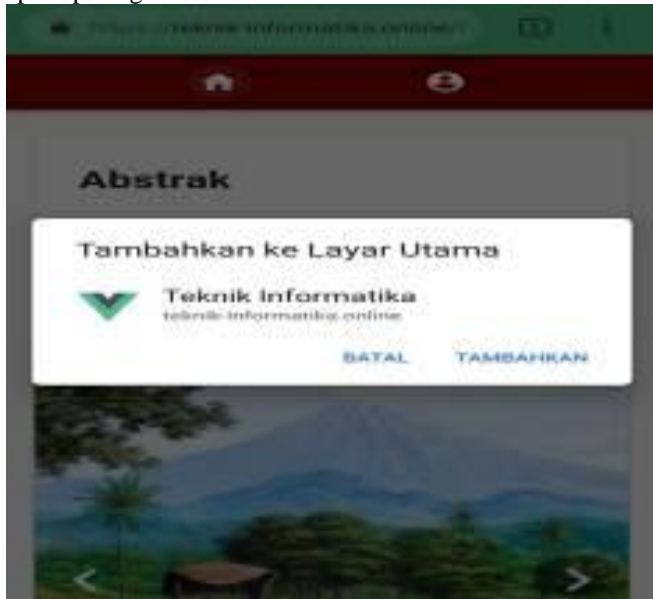 teknik-informatika.online
Abstrak
Tambahkan ke Layar Utama
Teknik Informatika
teknik-informatika.online
BATAL TAMBAHKAN